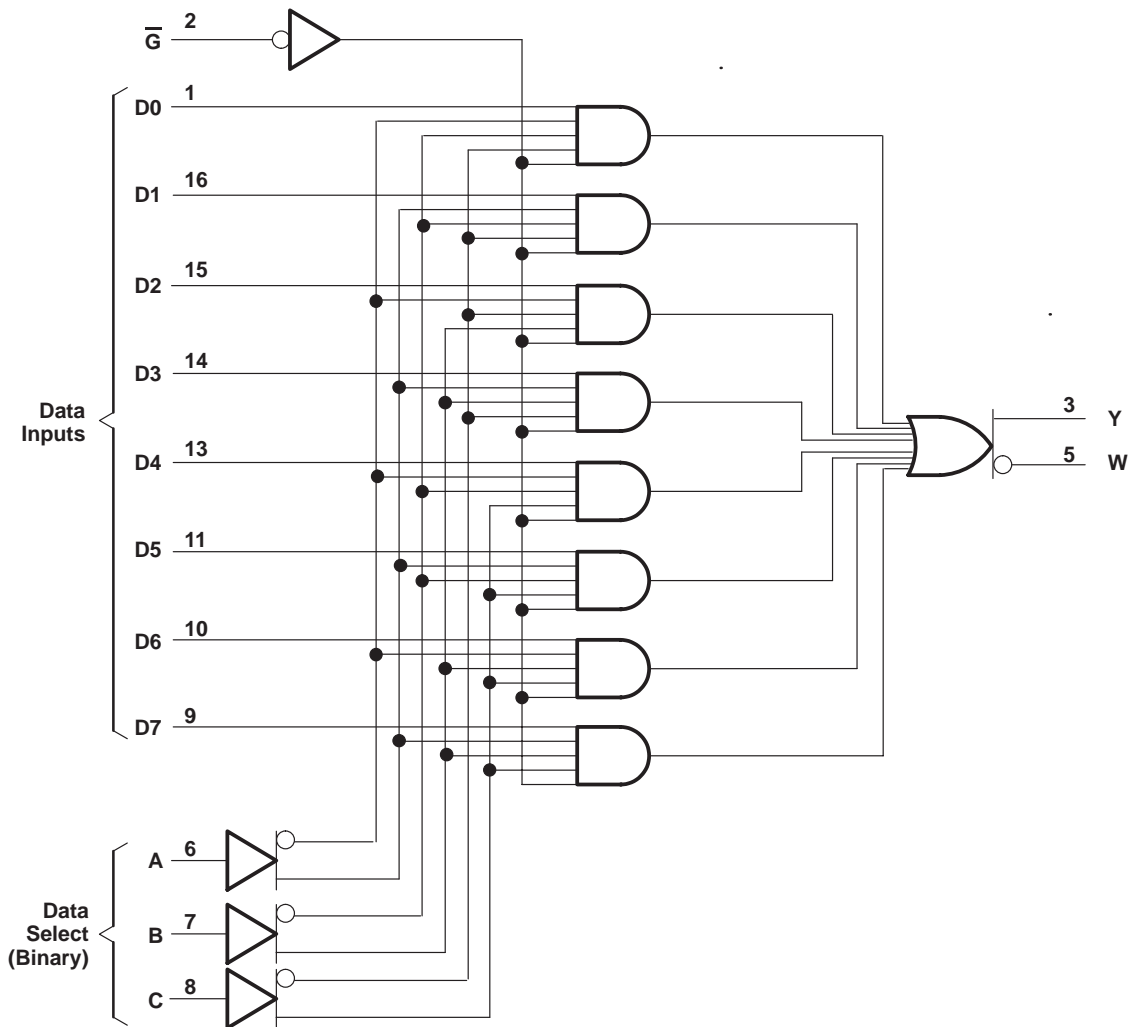 G̅ 2
D0 1
D1 16
D2 15
D3 14
Data
Inputs
D4 13
D5 11
D6 10
D7 9
3 Y
5 W
A 6
Data
Select
(Binary)
B 7
C 8